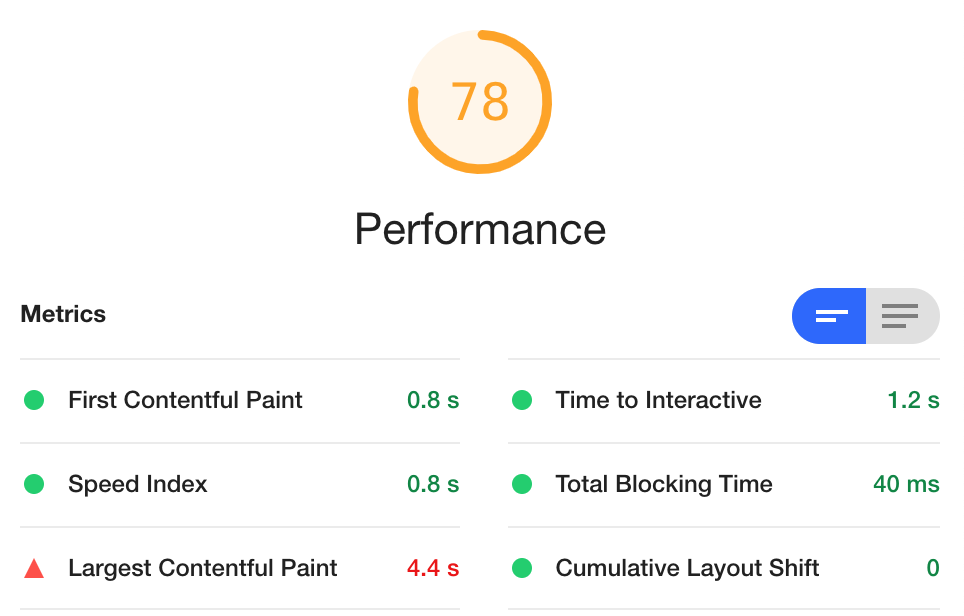 78
Performance
Metrics
First Contentful Paint 0.8 s
Time to Interactive 1.2 s
Speed Index 0.8 s
Total Blocking Time 40 ms
Largest Contentful Paint 4.4 s
Cumulative Layout Shift 0